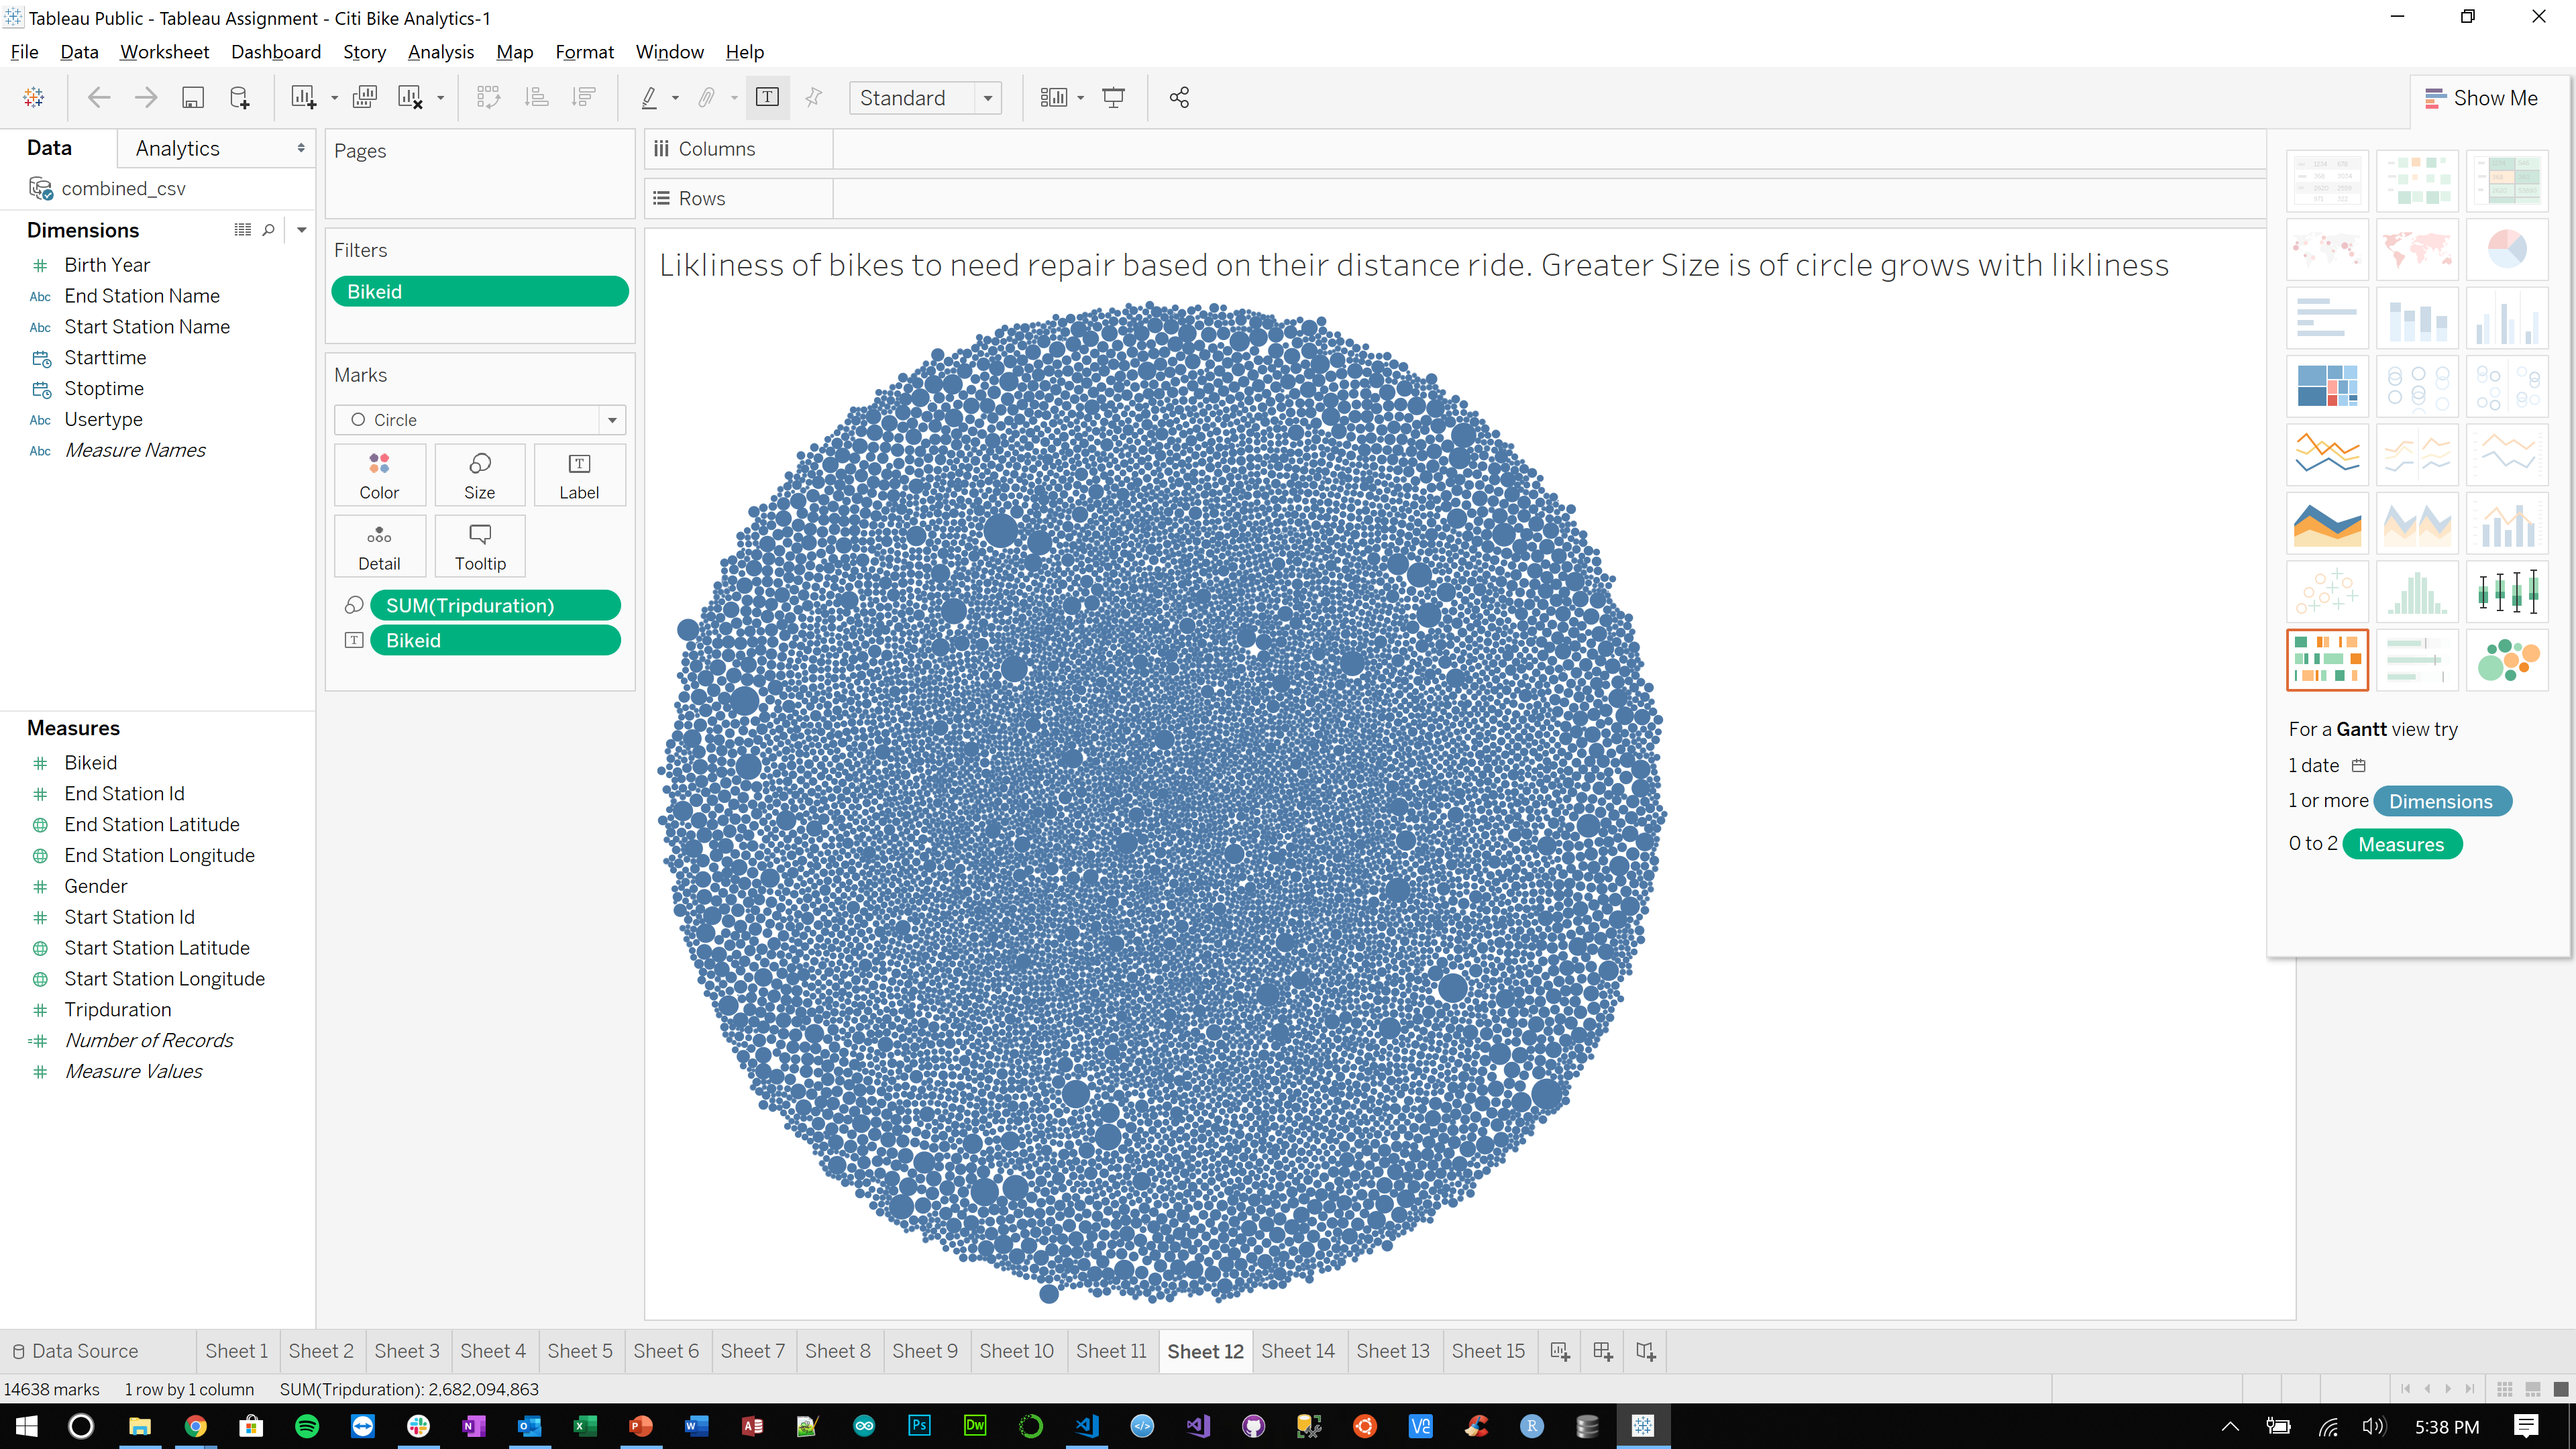 Tableau Public - Tableau Assignment - Citi Bike Analytics-1
File Data Worksheet Dashboard Story Analysis Map Format Window Help
Standard
Show Me
Data Analytics
combined_csv
Dimensions
Birth Year
Abc End Station Name
Abc Start Station Name
Starttime
Stoptime
Abc Usertype
Abc Measure Names
Measures
Bikeid
End Station Id
End Station Latitude
End Station Longitude
Gender
Start Station Id
Start Station Latitude
Start Station Longitude
Tripduration
Number of Records
Measure Values
Pages
Filters
Bikeid
Marks
Circle
Color Size Label
Detail Tooltip
SUM(Tripduration)
Bikeid
Columns
Rows
Likliness of bikes to need repair based on their distance ride. Greater Size is of circle grows with likliness
For a Gantt view try
1 date
1 or more Dimensions
0 to 2 Measures
Data Source Sheet 1 Sheet 2 Sheet 3 Sheet 4 Sheet 5 Sheet 6 Sheet 7 Sheet 8 Sheet 9 Sheet 10 Sheet 11 Sheet 12 Sheet 14 Sheet 13 Sheet 15
14638 marks 1 row by 1 column SUM(Tripduration): 2,682,094,863
5:38 PM